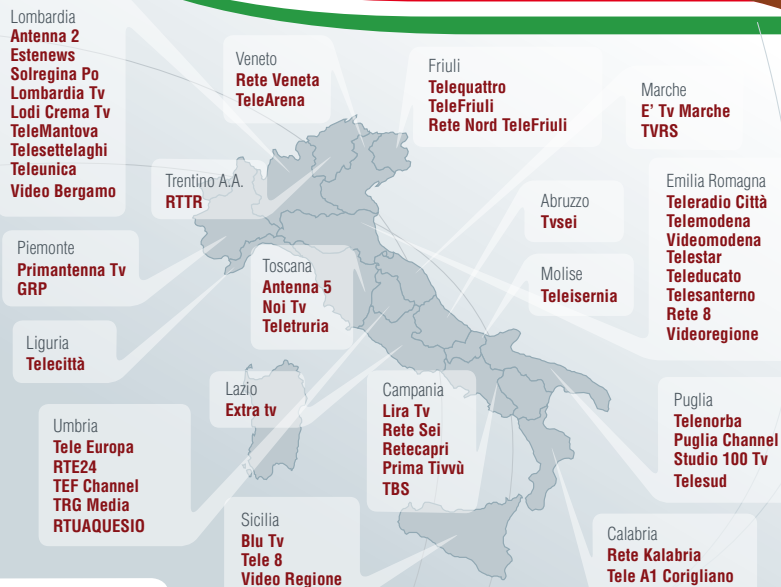 Lombardia
Antenna 2
Estenews
Solregina Po
Lombardia Tv
Lodi Crema Tv
TeleMantova
Telesettelaghi
Teleunica
Video Bergamo
Veneto
Rete Veneta
TeleArena
Friuli
Telequattro
TeleFriuli
Rete Nord TeleFriuli
Marche
E' Tv Marche
TVRS
Trentino A.A.
RTTR
Abruzzo
Tvsei
Emilia Romagna
Teleradio Città
Telemodena
Videomodena
Telestar
Teleducato
Telesanterno
Rete 8
Videoregione
Piemonte
Primantenna Tv
GRP
Toscana
Antenna 5
Noi Tv
Teletruria
Molise
Teleisernia
Liguria
Telecittà
Lazio
Extra tv
Campania
Lira Tv
Rete Sei
Retecapri
Prima Tivvù
TBS
Puglia
Telenorba
Puglia Channel
Studio 100 Tv
Telesud
Umbria
Tele Europa
RTE24
TEF Channel
TRG Media
RTUAQUESIO
Sicilia
Blu Tv
Tele 8
Video Regione
Calabria
Rete Kalabria
Tele A1 Corigliano